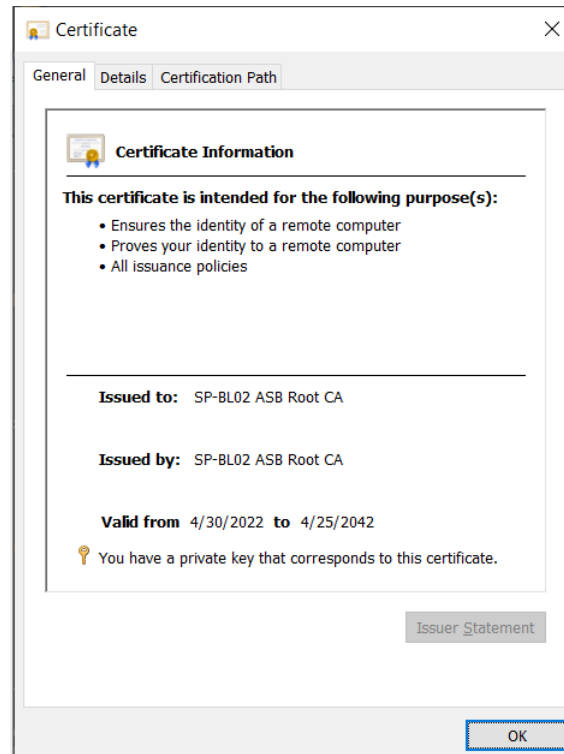 Certificate
General Details Certification Path
Certificate Information
This certificate is intended for the following purpose(s):
• Ensures the identity of a remote computer
• Proves your identity to a remote computer
• All issuance policies
Issued to: SP-BL02 ASB Root CA
Issued by: SP-BL02 ASB Root CA
Valid from 4/30/2022 to 4/25/2042
You have a private key that corresponds to this certificate.
Issuer Statement
OK